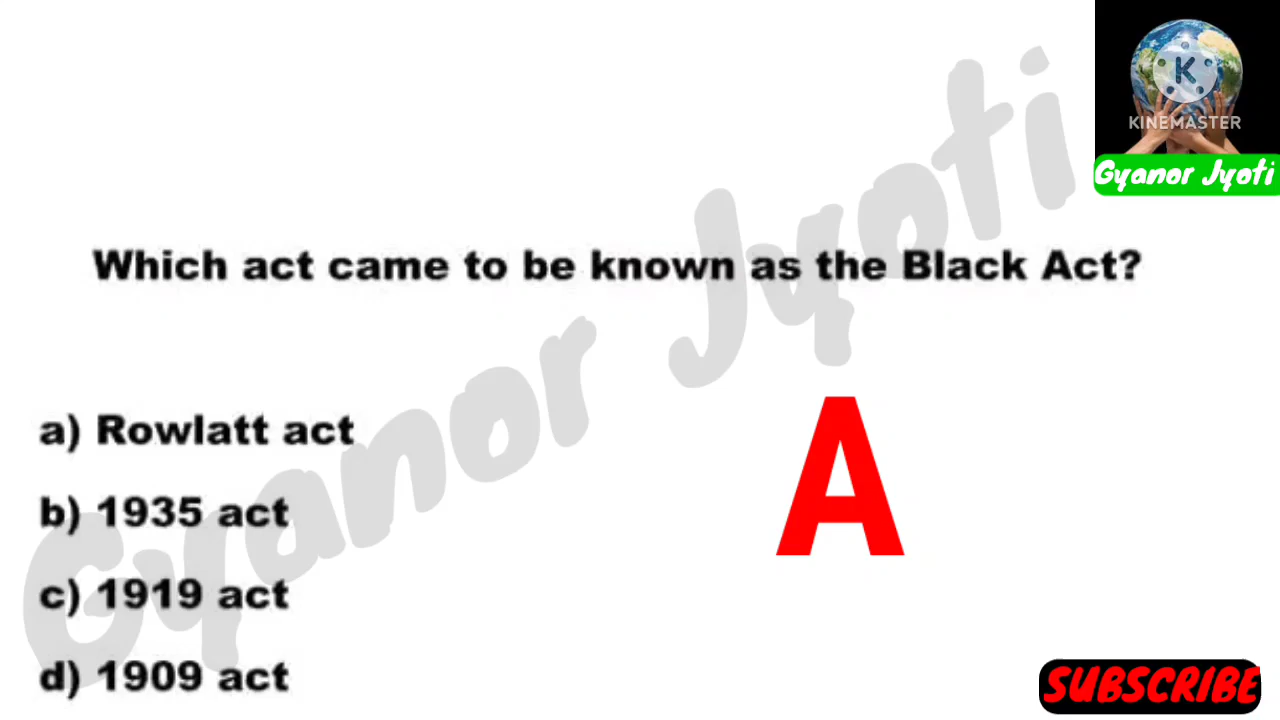 K
KINEMASTER
Gyanor Jyoti
Gyanor Jyoti
Which act came to be known as the Black Act?
a) Rowlatt act
A
b) 1935 act
c) 1919 act
d) 1909 act
SUBSCRIBE